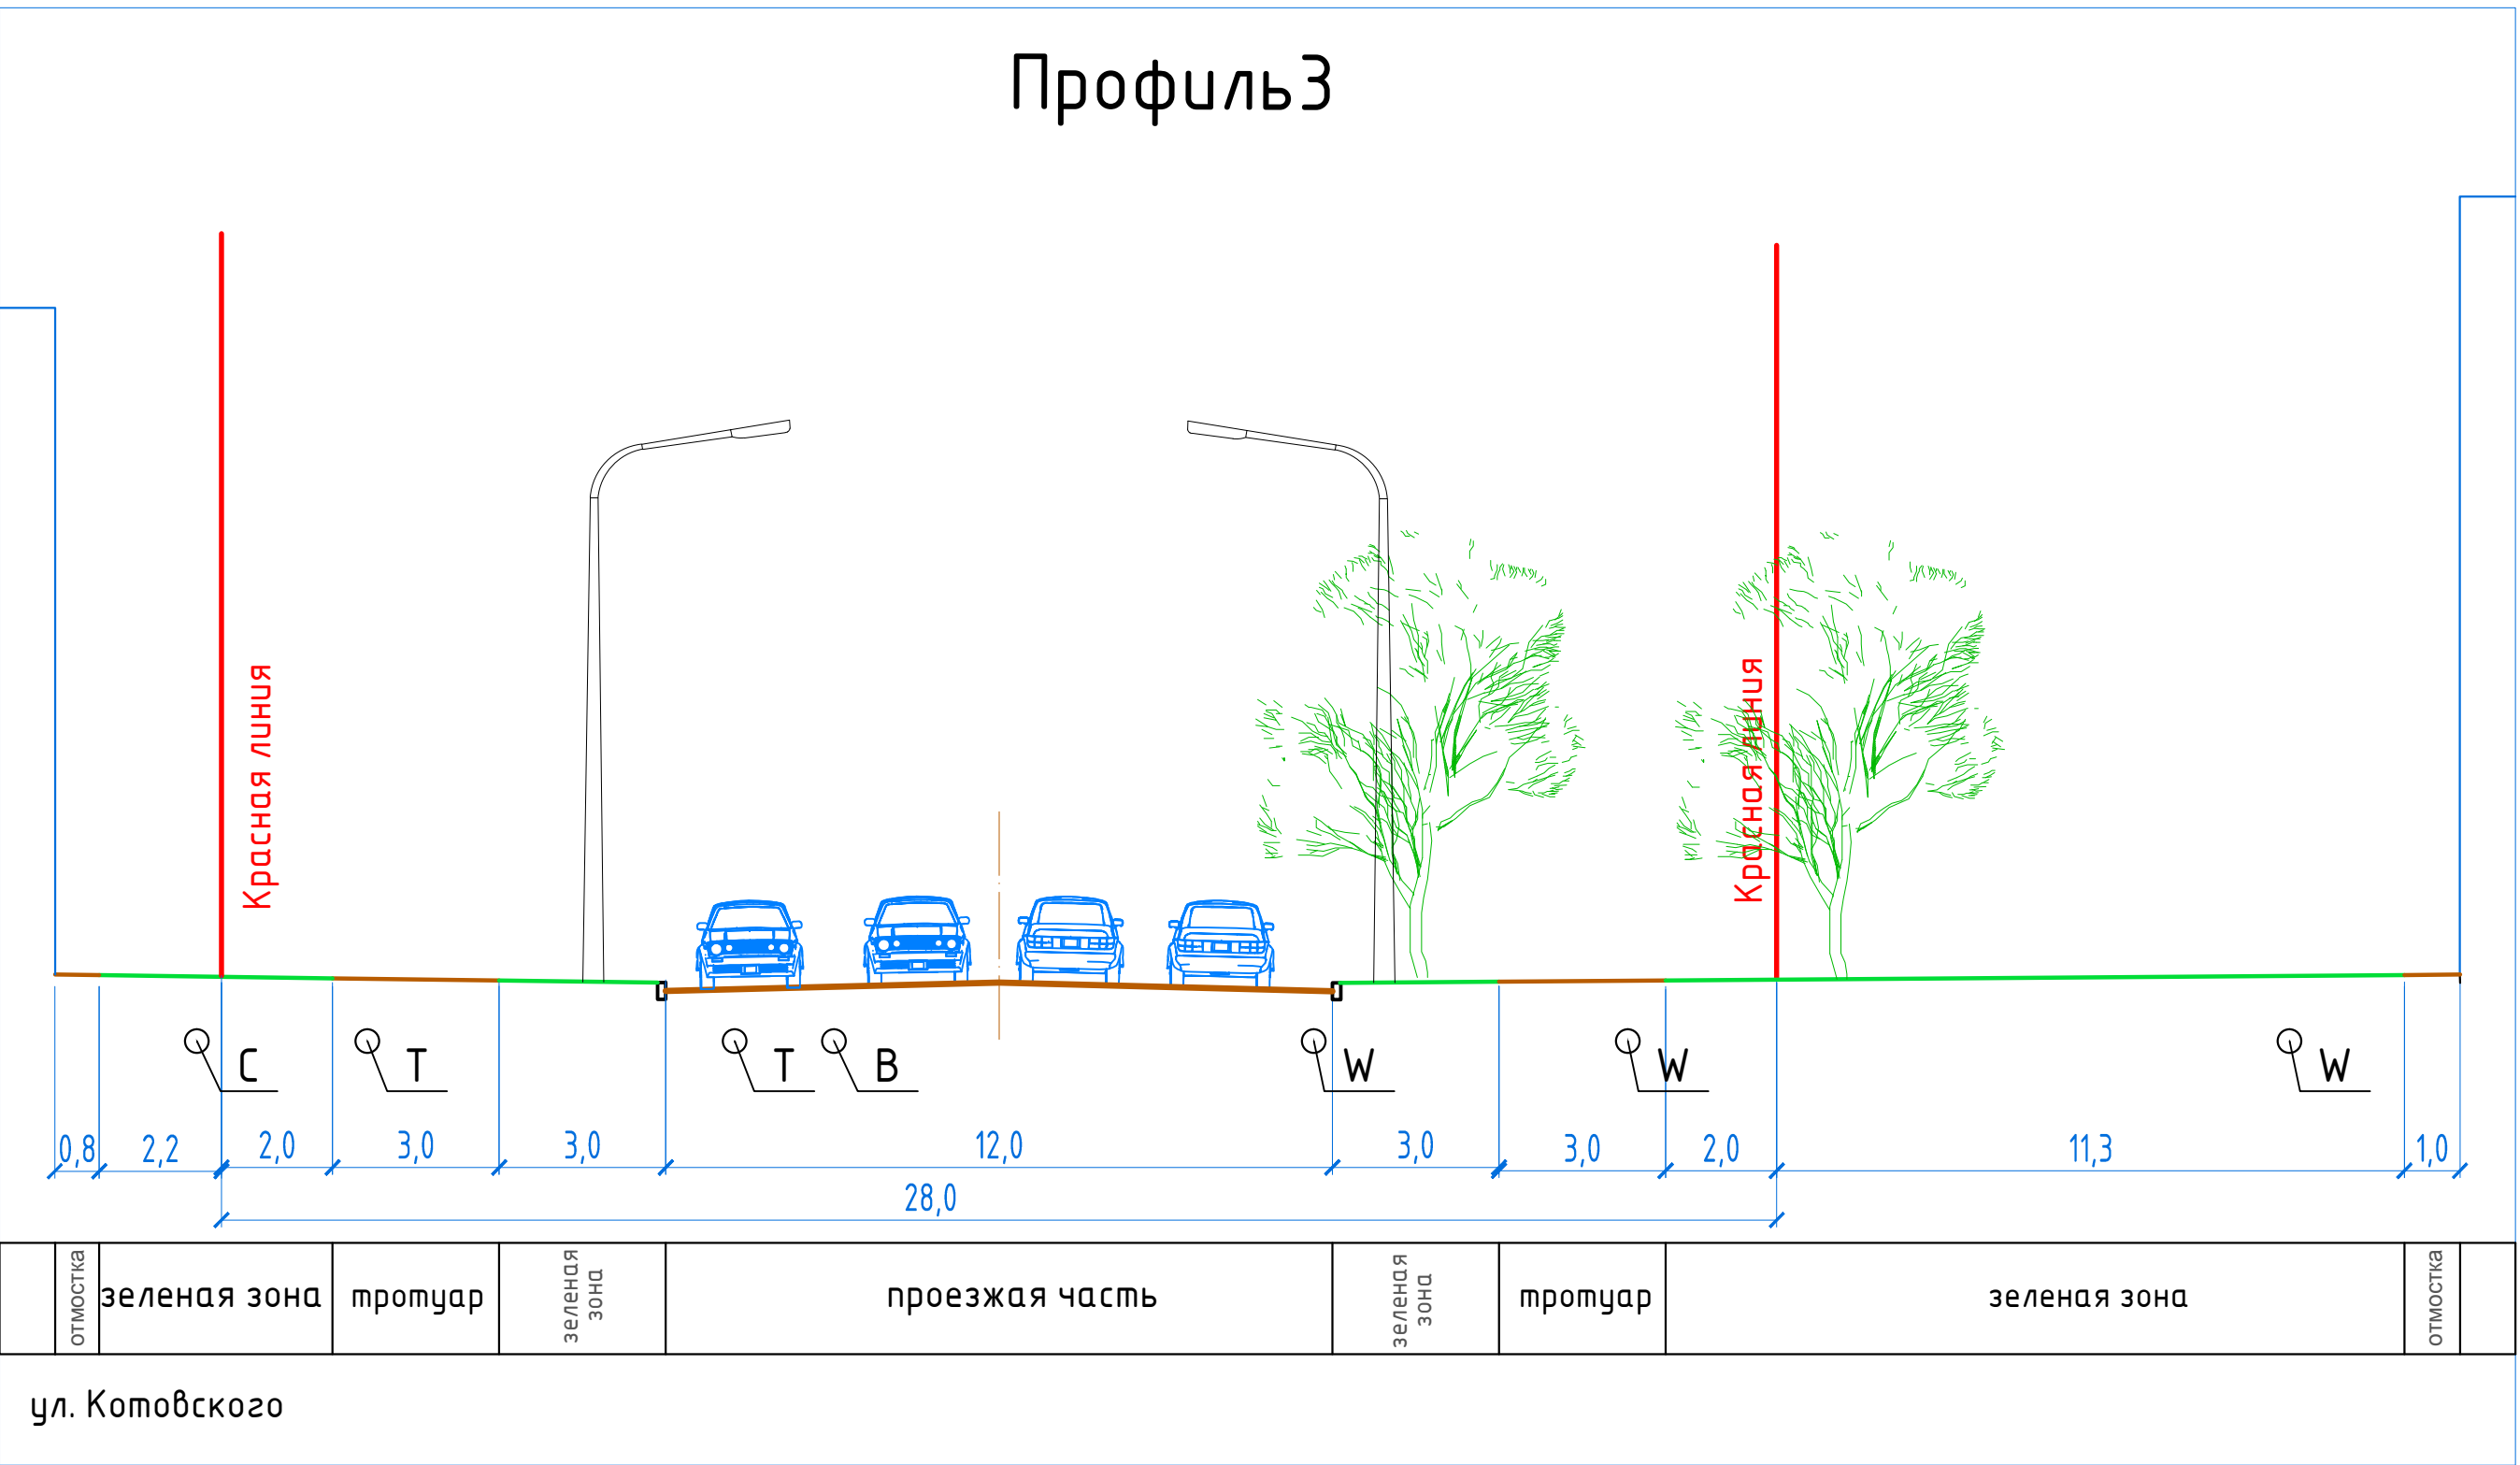 Профиль3
Красная линия
Красная линия
С
Т
Т
В
W
W
W
0,8
2,2
2,0
3,0
3,0
12,0
3,0
3,0
2,0
11,3
1,0
28,0
отмостка
зеленая зона
тротуар
зеленая
зона
проезжая часть
зеленая
зона
тротуар
зеленая зона
отмостка
ул. Котовского